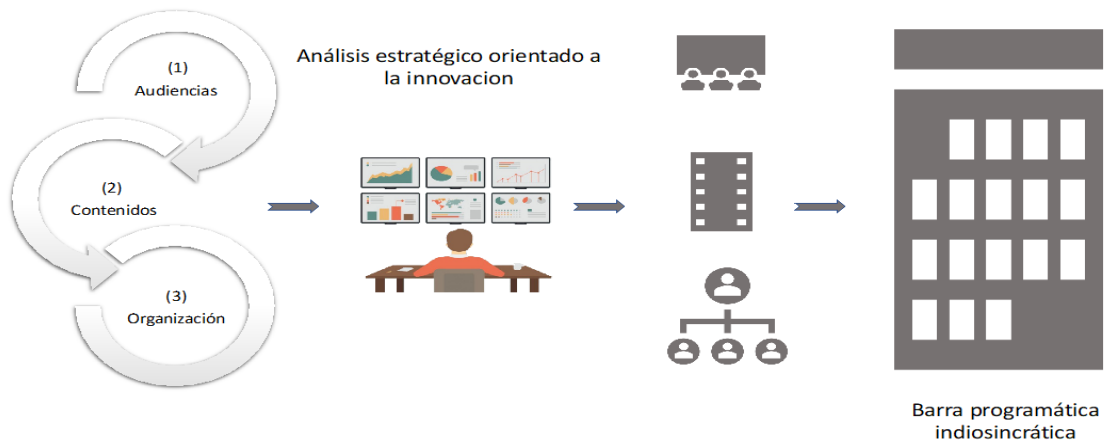 (1)
Audiencias
(2)
Contenidos
(3)
Organización
Análisis estratégico orientado a
la innovacion
Barra programática
indiosincrática